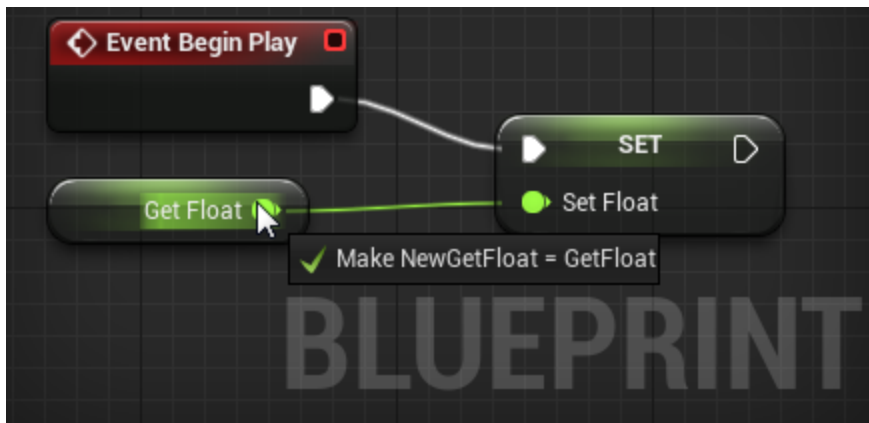 Event Begin Play
SET
Get Float
Set Float
Make NewGetFloat = GetFloat
BLUEPRINT